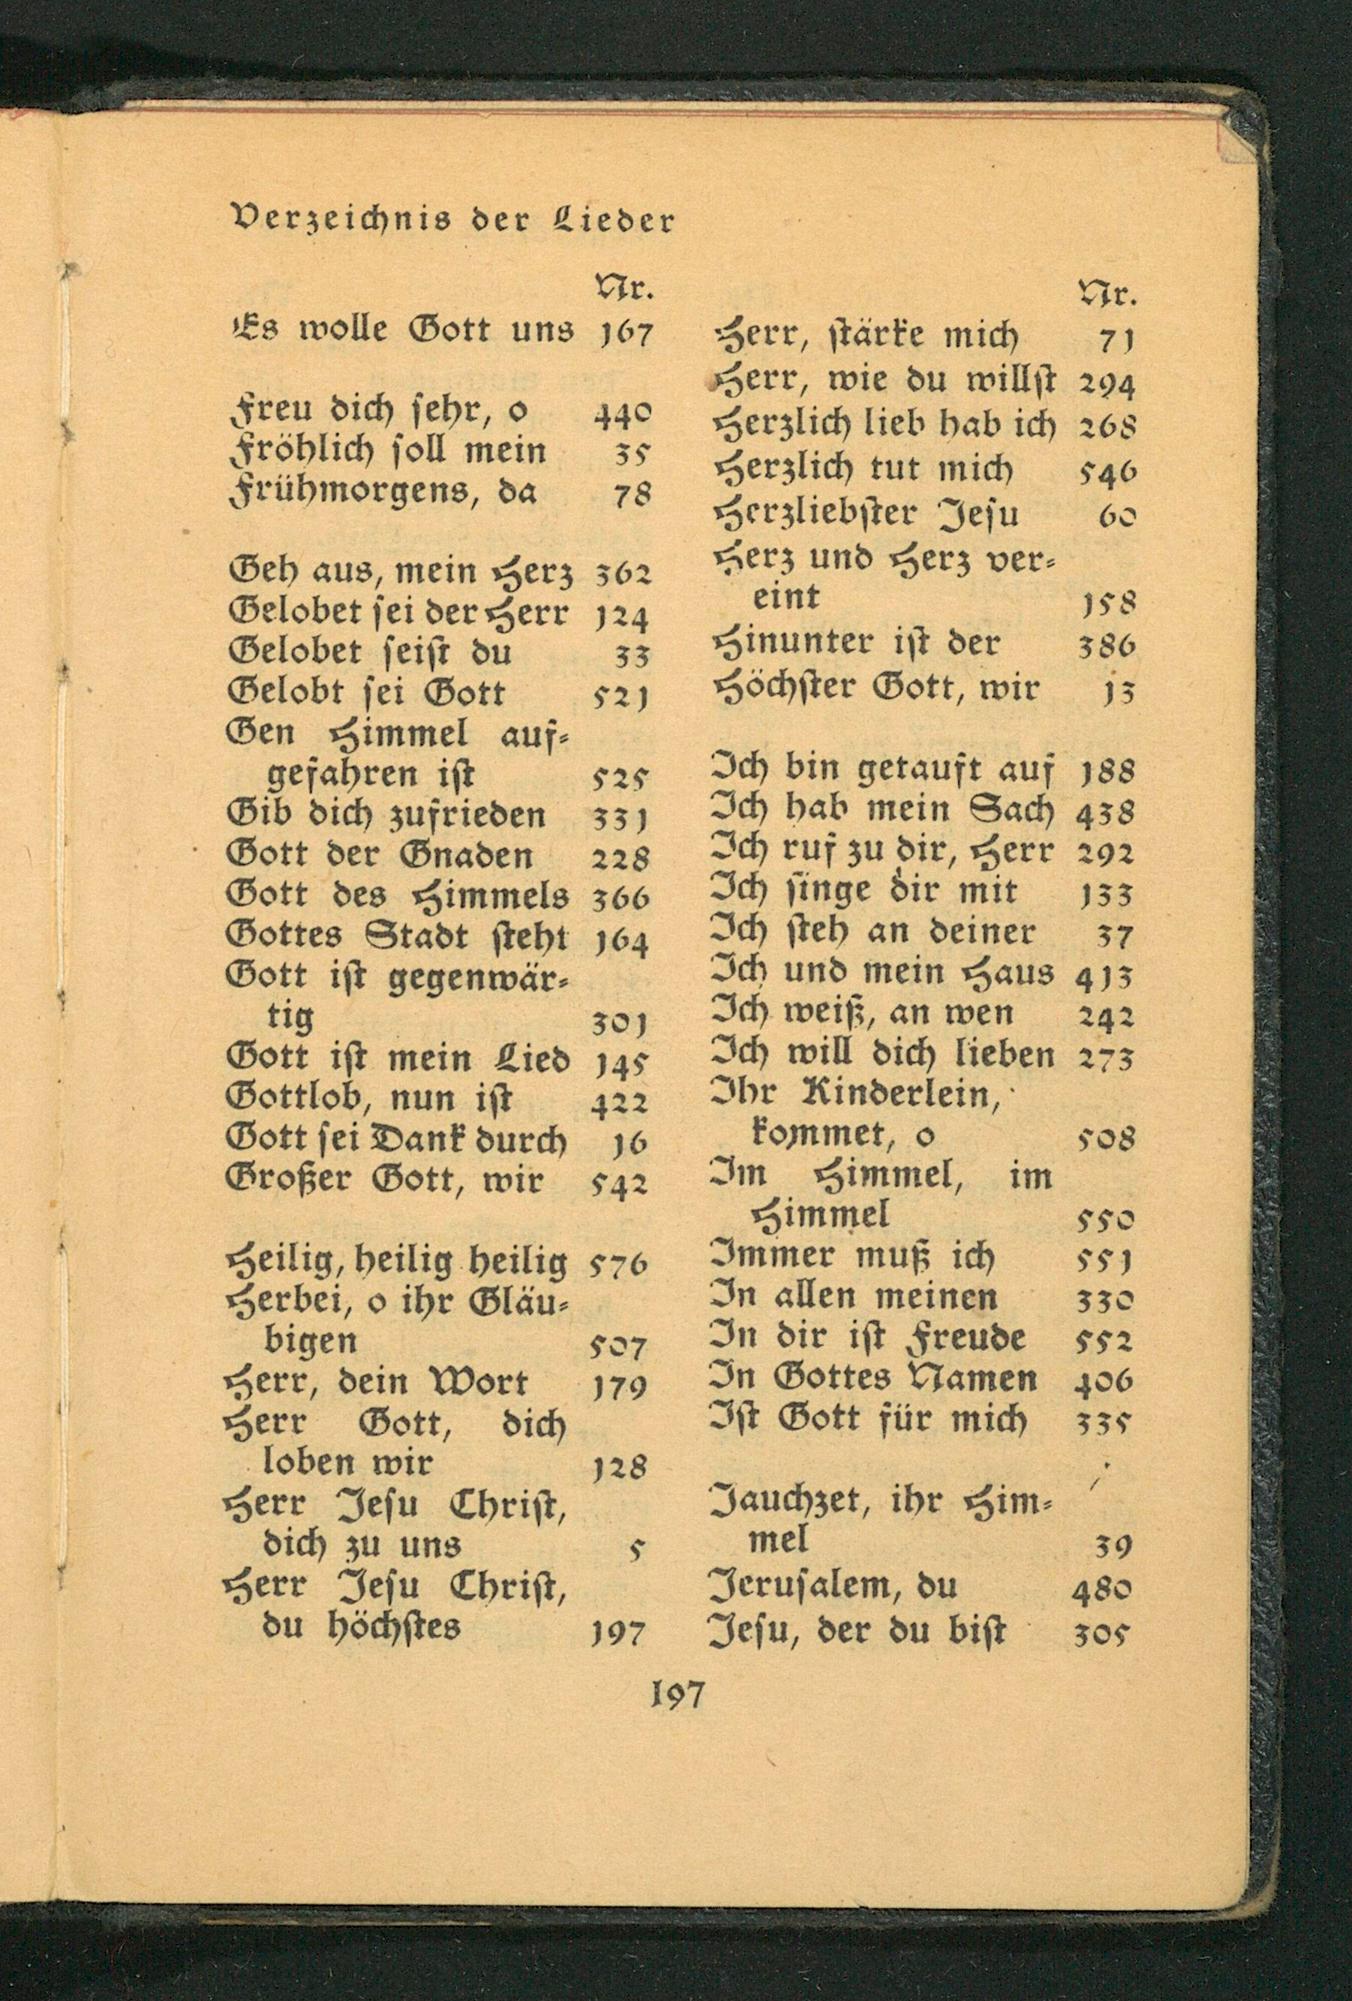 Verzeichnis der Lieder
Nr.
Es wolle Gott uns 167
Freu dich sehr, o 440
Fröhlich soll mein 35
Frühmorgens, da 78
Geh aus, mein Herz 362
Gelobet sei der Herr 124
Gelobet seist du 33
Gelobt sei Gott 521
Gen Himmel auf-
gefahren ist 525
Gib dich zufrieden 331
Gott der Gnaden 228
Gott des Himmels 366
Gottes Stadt steht 164
Gott ist gegenwär-
tig 301
Gott ist mein Lied 145
Gottlob, nun ist 422
Gott sei Dank durch 16
Großer Gott, wir 542
Heilig, heilig heilig 576
Herbei, o ihr Gläu-
bigen 507
Herr, dein Wort 179
Herr Gott, dich
loben wir 128
Herr Jesu Christ,
dich zu uns 5
Herr Jesu Christ,
du höchstes 197
Nr.
Herr, stärke mich 71
Herr, wie du willst 294
Herzlich lieb hab ich 268
Herzlich tut mich 546
Herzliebster Jesu 60
Herz und Herz ver-
eint 158
Hinunter ist der 386
Höchster Gott, wir 13
Ich bin getauft auf 188
Ich hab mein Sach 438
Ich ruf zu dir, Herr 292
Ich singe dir mit 133
Ich steh an deiner 37
Ich und mein Haus 413
Ich weiß, an wen 242
Ich will dich lieben 273
Ihr Kinderlein,
kommet, o 508
Im Himmel, im
Himmel 550
Immer muß ich 551
In allen meinen 330
In dir ist Freude 552
In Gottes Namen 406
Ist Gott für mich 335
Jauchzet, ihr Him-
mel 39
Jerusalem, du 480
Jesu, der du bist 305
197